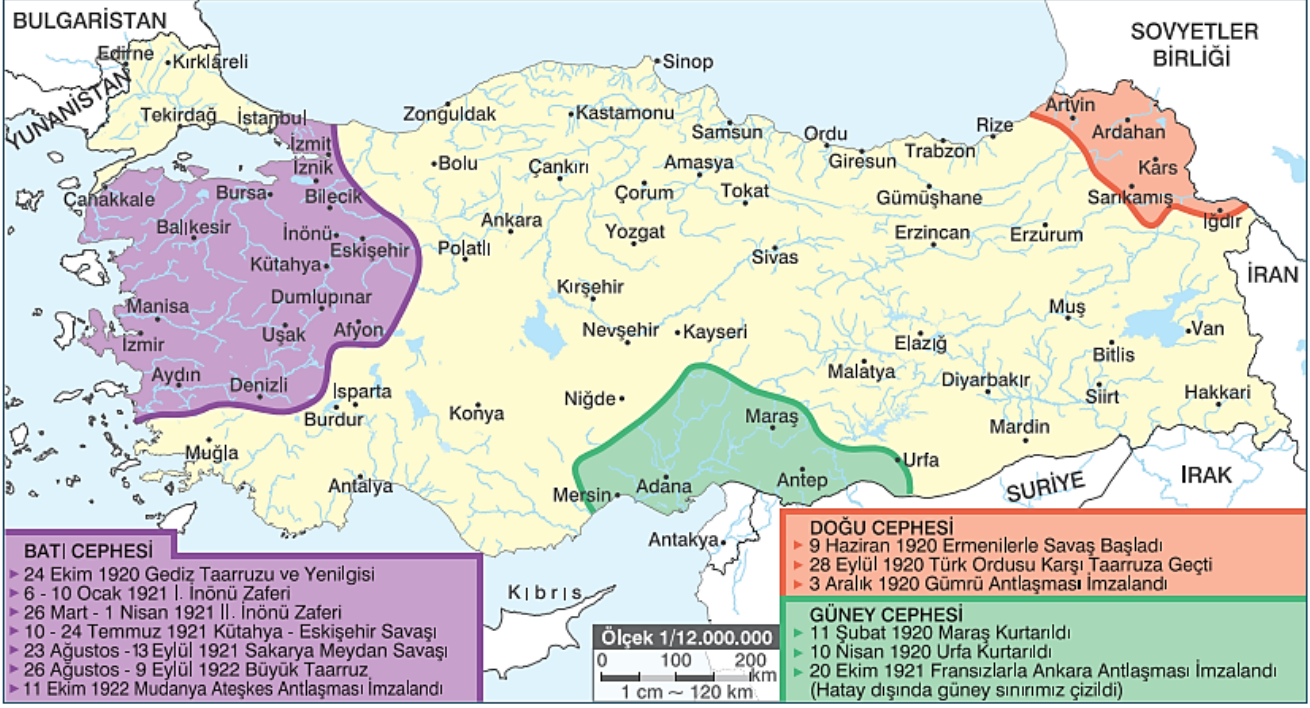 BULGARİSTAN
YUNANİSTAN
SOVYETLER
BİRLİĞİ
İRAN
IRAK
SURİYE
Kıbrıs
Edirne
Kırklareli
Tekirdağ
İstanbul
Çanakkale
İzmit
İznik
Bursa
Bilecik
Balıkesir
İnönü
Eskişehir
Kütahya
Manisa
Dumlupınar
İzmir
Uşak
Afyon
Aydın
Denizli
Isparta
Burdur
Muğla
Antalya
Zonguldak
Bolu
Kastamonu
Sinop
Çankırı
Samsun
Amasya
Çorum
Tokat
Ankara
Polatlı
Yozgat
Kırşehir
Nevşehir
Kayseri
Konya
Niğde
Sivas
Ordu
Giresun
Trabzon
Rize
Gümüşhane
Erzincan
Erzurum
Artvin
Ardahan
Kars
Sarıkamış
Iğdır
Muş
Van
Bitlis
Elazığ
Malatya
Diyarbakır
Siirt
Hakkari
Mardin
Maraş
Urfa
Mersin
Adana
Antep
Antakya
BATI CEPHESİ
24 Ekim 1920 Gediz Taarruzu ve Yenilgisi
6 - 10 Ocak 1921 I. İnönü Zaferi
26 Mart - 1 Nisan 1921 II. İnönü Zaferi
10 - 24 Temmuz 1921 Kütahya - Eskişehir Savaşı
23 Ağustos -13 Eylül 1921 Sakarya Meydan Savaşı
26 Ağustos - 9 Eylül 1922 Büyük Taarruz
11 Ekim 1922 Mudanya Ateşkes Antlaşması İmzalandı
Ölçek 1/12.000.000
0 100 200
km
1 cm ~ 120 km
DOĞU CEPHESİ
9 Haziran 1920 Ermenilerle Savaş Başladı
28 Eylül 1920 Türk Ordusu Karşı Taarruza Geçti
3 Aralık 1920 Gümrü Antlaşması İmzalandı
GÜNEY CEPHESİ
11 Şubat 1920 Maraş Kurtarıldı
10 Nisan 1920 Urfa Kurtarıldı
20 Ekim 1921 Fransızlarla Ankara Antlaşması İmzalandı
(Hatay dışında güney sınırımız çizildi)